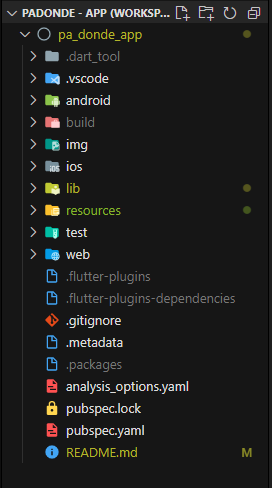 PADONDE - APP (WORKSP...
pa_donde_app
.dart_tool
.vscode
android
build
img
ios
lib
resources
test
web
.flutter-plugins
.flutter-plugins-dependencies
.gitignore
.metadata
.packages
analysis_options.yaml
pubspec.lock
pubspec.yaml
README.md M